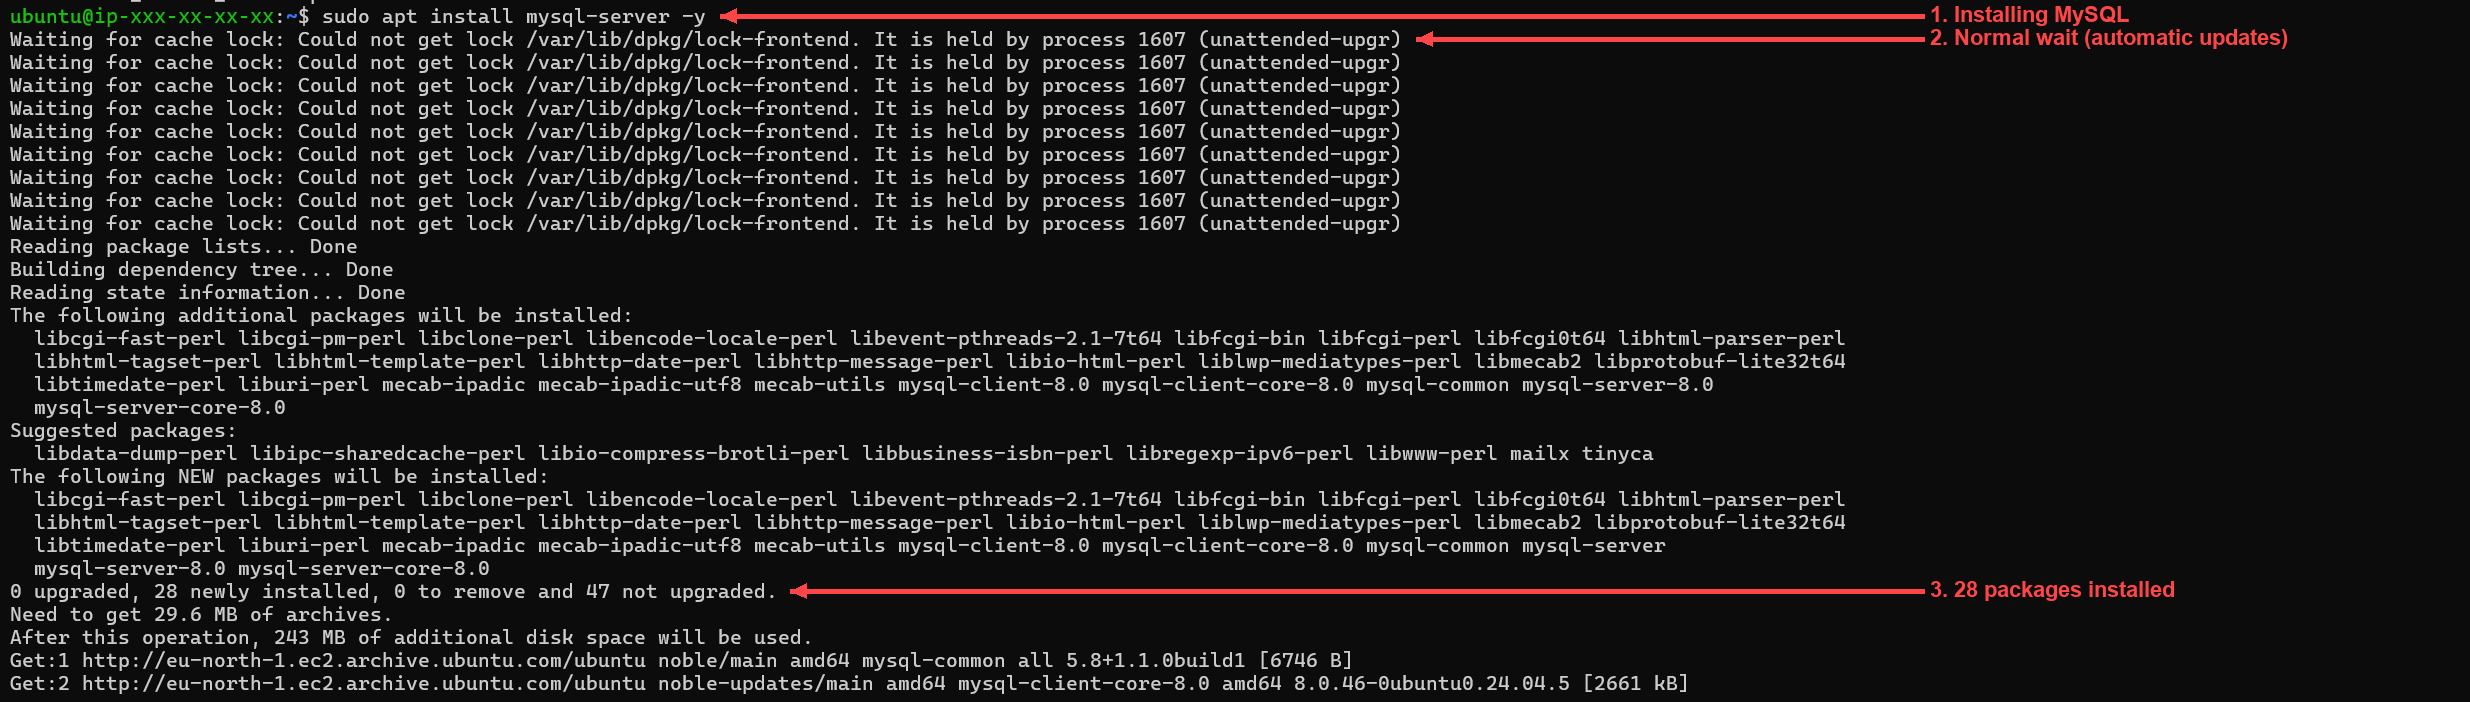 ubuntu@ip-xxx-xx-xx-xx:~$ sudo apt install mysql-server -y 1. Installing MySQL
Waiting for cache lock: Could not get lock /var/lib/dpkg/lock-frontend. It is held by process 1607 (unattended-upgr) 2. Normal wait (automatic updates)
Waiting for cache lock: Could not get lock /var/lib/dpkg/lock-frontend. It is held by process 1607 (unattended-upgr)
Waiting for cache lock: Could not get lock /var/lib/dpkg/lock-frontend. It is held by process 1607 (unattended-upgr)
Waiting for cache lock: Could not get lock /var/lib/dpkg/lock-frontend. It is held by process 1607 (unattended-upgr)
Waiting for cache lock: Could not get lock /var/lib/dpkg/lock-frontend. It is held by process 1607 (unattended-upgr)
Waiting for cache lock: Could not get lock /var/lib/dpkg/lock-frontend. It is held by process 1607 (unattended-upgr)
Waiting for cache lock: Could not get lock /var/lib/dpkg/lock-frontend. It is held by process 1607 (unattended-upgr)
Waiting for cache lock: Could not get lock /var/lib/dpkg/lock-frontend. It is held by process 1607 (unattended-upgr)
Waiting for cache lock: Could not get lock /var/lib/dpkg/lock-frontend. It is held by process 1607 (unattended-upgr)
Reading package lists... Done
Building dependency tree... Done
Reading state information... Done
The following additional packages will be installed:
  libcgi-fast-perl libcgi-pm-perl libclone-perl libencode-locale-perl libevent-pthreads-2.1-7t64 libfcgi-bin libfcgi-perl libfcgi0t64 libhtml-parser-perl
  libhtml-tagset-perl libhtml-template-perl libhttp-date-perl libhttp-message-perl libio-html-perl liblwp-mediatypes-perl libmecab2 libprotobuf-lite32t64
  libtimedate-perl liburi-perl mecab-ipadic mecab-ipadic-utf8 mecab-utils mysql-client-8.0 mysql-client-core-8.0 mysql-common mysql-server-8.0
  mysql-server-core-8.0
Suggested packages:
  libdata-dump-perl libipc-sharedcache-perl libio-compress-brotli-perl libbusiness-isbn-perl libregexp-ipv6-perl libwww-perl mailx tinyca
The following NEW packages will be installed:
  libcgi-fast-perl libcgi-pm-perl libclone-perl libencode-locale-perl libevent-pthreads-2.1-7t64 libfcgi-bin libfcgi-perl libfcgi0t64 libhtml-parser-perl
  libhtml-tagset-perl libhtml-template-perl libhttp-date-perl libhttp-message-perl libio-html-perl liblwp-mediatypes-perl libmecab2 libprotobuf-lite32t64
  libtimedate-perl liburi-perl mecab-ipadic mecab-ipadic-utf8 mecab-utils mysql-client-8.0 mysql-client-core-8.0 mysql-common mysql-server
  mysql-server-8.0 mysql-server-core-8.0
0 upgraded, 28 newly installed, 0 to remove and 47 not upgraded. 3. 28 packages installed
Need to get 29.6 MB of archives.
After this operation, 243 MB of additional disk space will be used.
Get:1 http://eu-north-1.ec2.archive.ubuntu.com/ubuntu noble/main amd64 mysql-common all 5.8+1.1.0build1 [6746 B]
Get:2 http://eu-north-1.ec2.archive.ubuntu.com/ubuntu noble-updates/main amd64 mysql-client-core-8.0 amd64 8.0.46-0ubuntu0.24.04.5 [2661 kB]